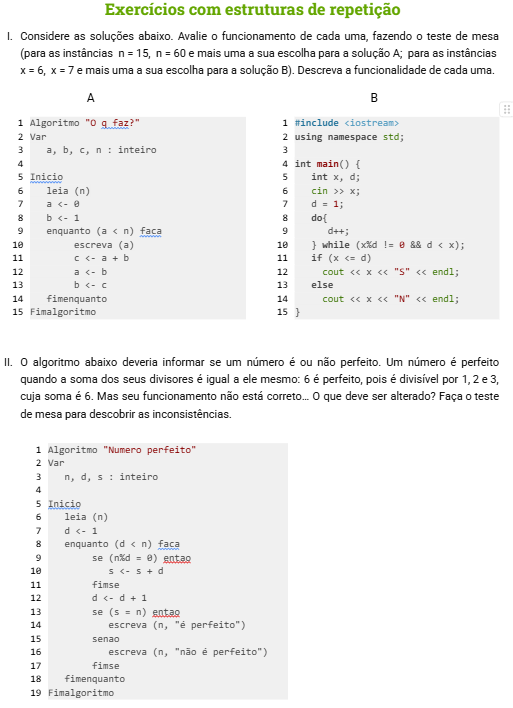 Exercícios com estruturas de repetição
I. Considere as soluções abaixo. Avalie o funcionamento de cada uma, fazendo o teste de mesa
(para as instâncias n = 15, n = 60 e mais uma a sua escolha para a solução A; para as instâncias
x = 6, x = 7 e mais uma a sua escolha para a solução B). Descreva a funcionalidade de cada uma.
A
1 Algoritmo "O q faz?"
2 Var
3 a, b, c, n : inteiro
4
5 Inicio
6 leia (n)
7 a <- 0
8 b <- 1
9 enquanto (a < n) faca
10 escreva (a)
11 c <- a + b
12 a <- b
13 b <- c
14 fimenquanto
15 Fimalgoritmo
B
1 #include <iostream>
2 using namespace std;
3
4 int main() {
5 int x, d;
6 cin >> x;
7 d = 1;
8 do{
9 d++;
10 } while (x%d != 0 && d < x);
11 if (x <= d)
12 cout << x << "S" << endl;
13 else
14 cout << x << "N" << endl;
15 }
II. O algoritmo abaixo deveria informar se um número é ou não perfeito. Um número é perfeito
quando a soma dos seus divisores é igual a ele mesmo: 6 é perfeito, pois é divisível por 1, 2 e 3,
cuja soma é 6. Mas seu funcionamento não está correto... O que deve ser alterado? Faça o teste
de mesa para descobrir as inconsistências.
1 Algoritmo "Numero perfeito"
2 Var
3 n, d, s : inteiro
4
5 Inicio
6 leia (n)
7 d <- 1
8 enquanto (d < n) faca
9 se (n%d = 0) entao
10 s <- s + d
11 fimse
12 d <- d + 1
13 se (s = n) entao
14 escreva (n, "é perfeito")
15 senao
16 escreva (n, "não é perfeito")
17 fimse
18 fimenquanto
19 Fimalgoritmo